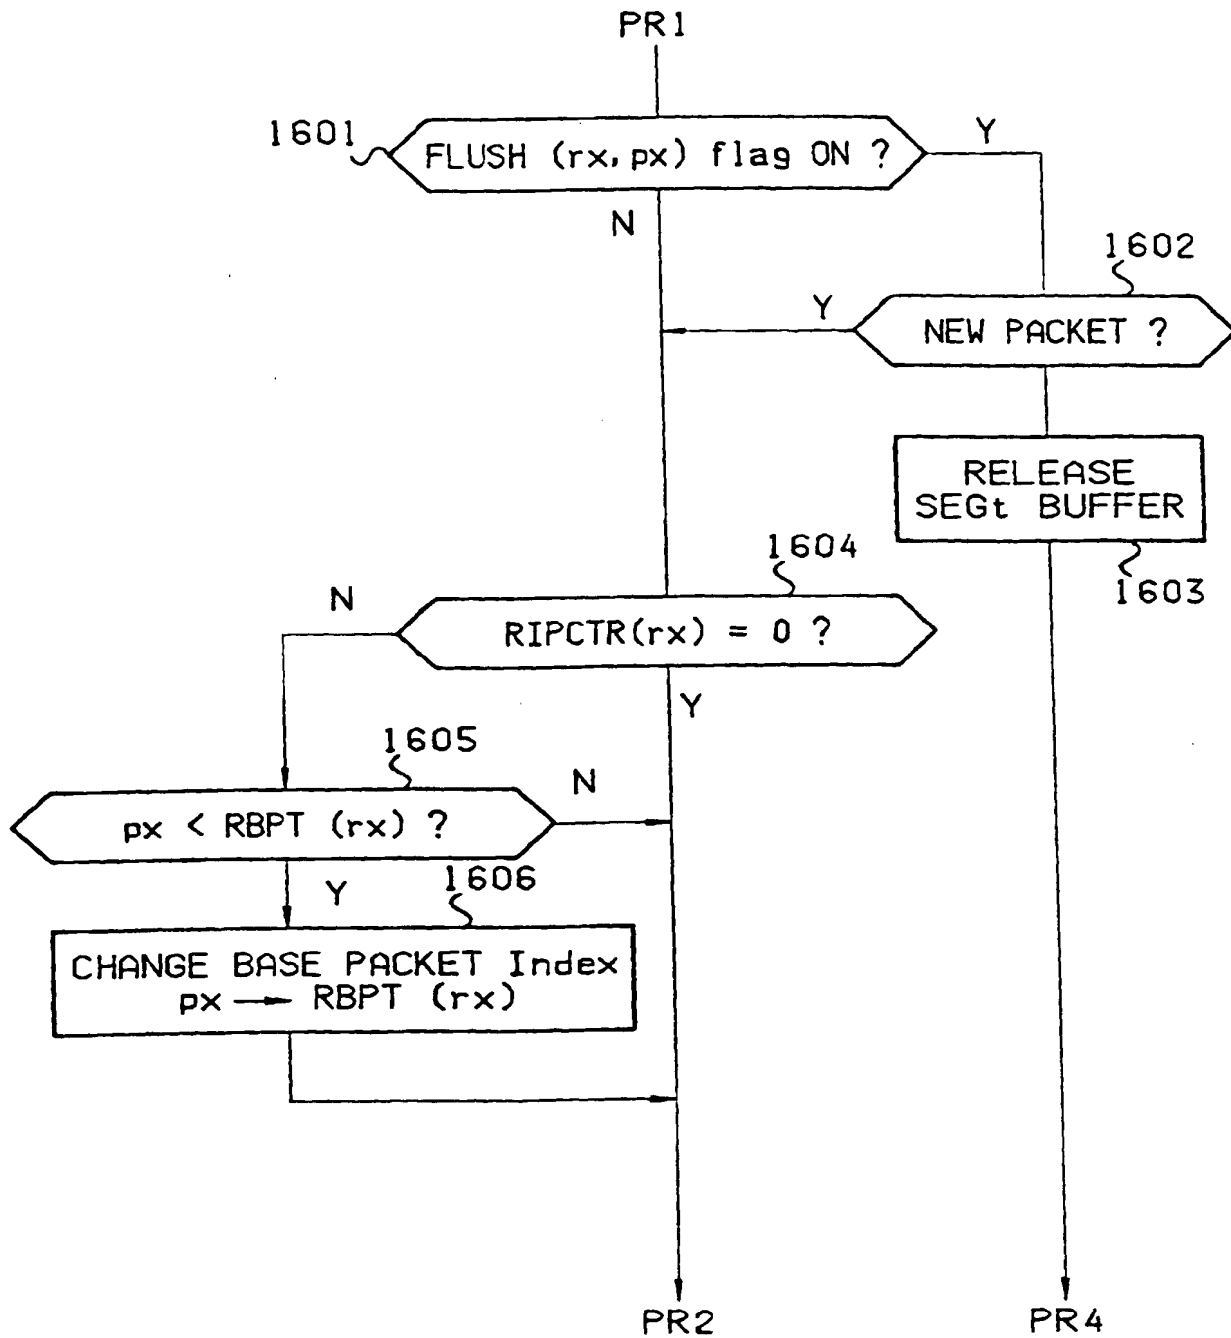 PR1
1601
FLUSH (rx, px) flag ON ?
Y
N
1602
Y
NEW PACKET ?
RELEASE
SEGt BUFFER
1603
1604
N
RIPCTR(rx) = 0 ?
Y
1605
N
px < RBPT (rx) ?
Y
1606
CHANGE BASE PACKET Index
px → RBPT (rx)
PR2
PR4